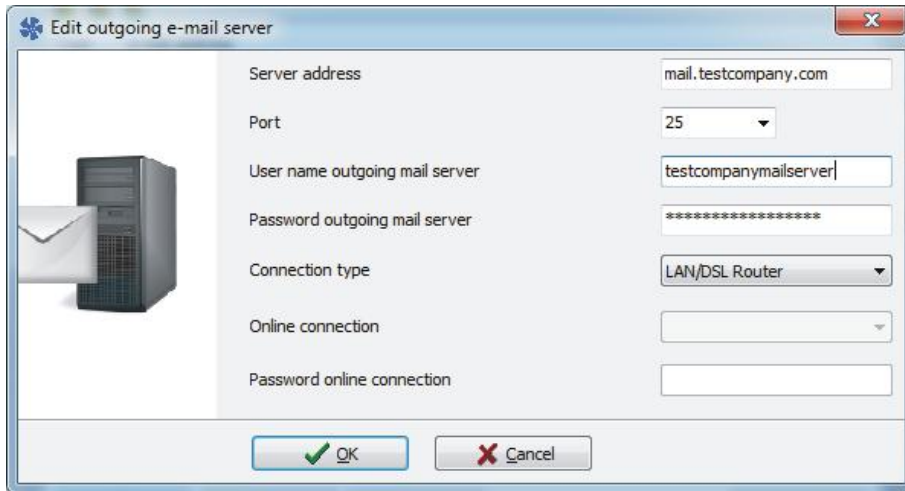 Edit outgoing e-mail server
Server address mail.testcompany.com
Port 25
User name outgoing mail server testcompanymailserver
Password outgoing mail server *****************
Connection type LAN/DSL Router
Online connection
Password online connection
OK Cancel